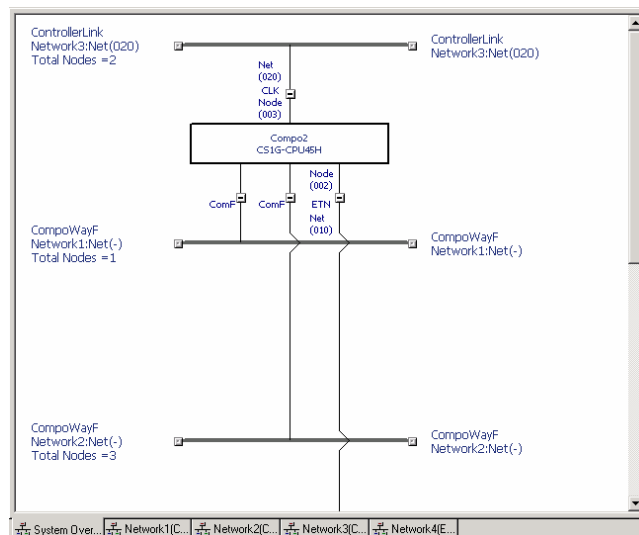 ControllerLink
Network3:Net(020)
Total Nodes =2
ControllerLink
Network3:Net(020)
Net
(020)
CLK
Node
(003)
Compo2
CS1G-CPU45H
Node
(002)
ComF
ComF
ETN
Net
(010)
CompoWayF
Network1:Net(-)
Total Nodes =1
CompoWayF
Network1:Net(-)
CompoWayF
Network2:Net(-)
Total Nodes =3
CompoWayF
Network2:Net(-)
System Over... Network1(C... Network2(C... Network3(C... Network4(E...